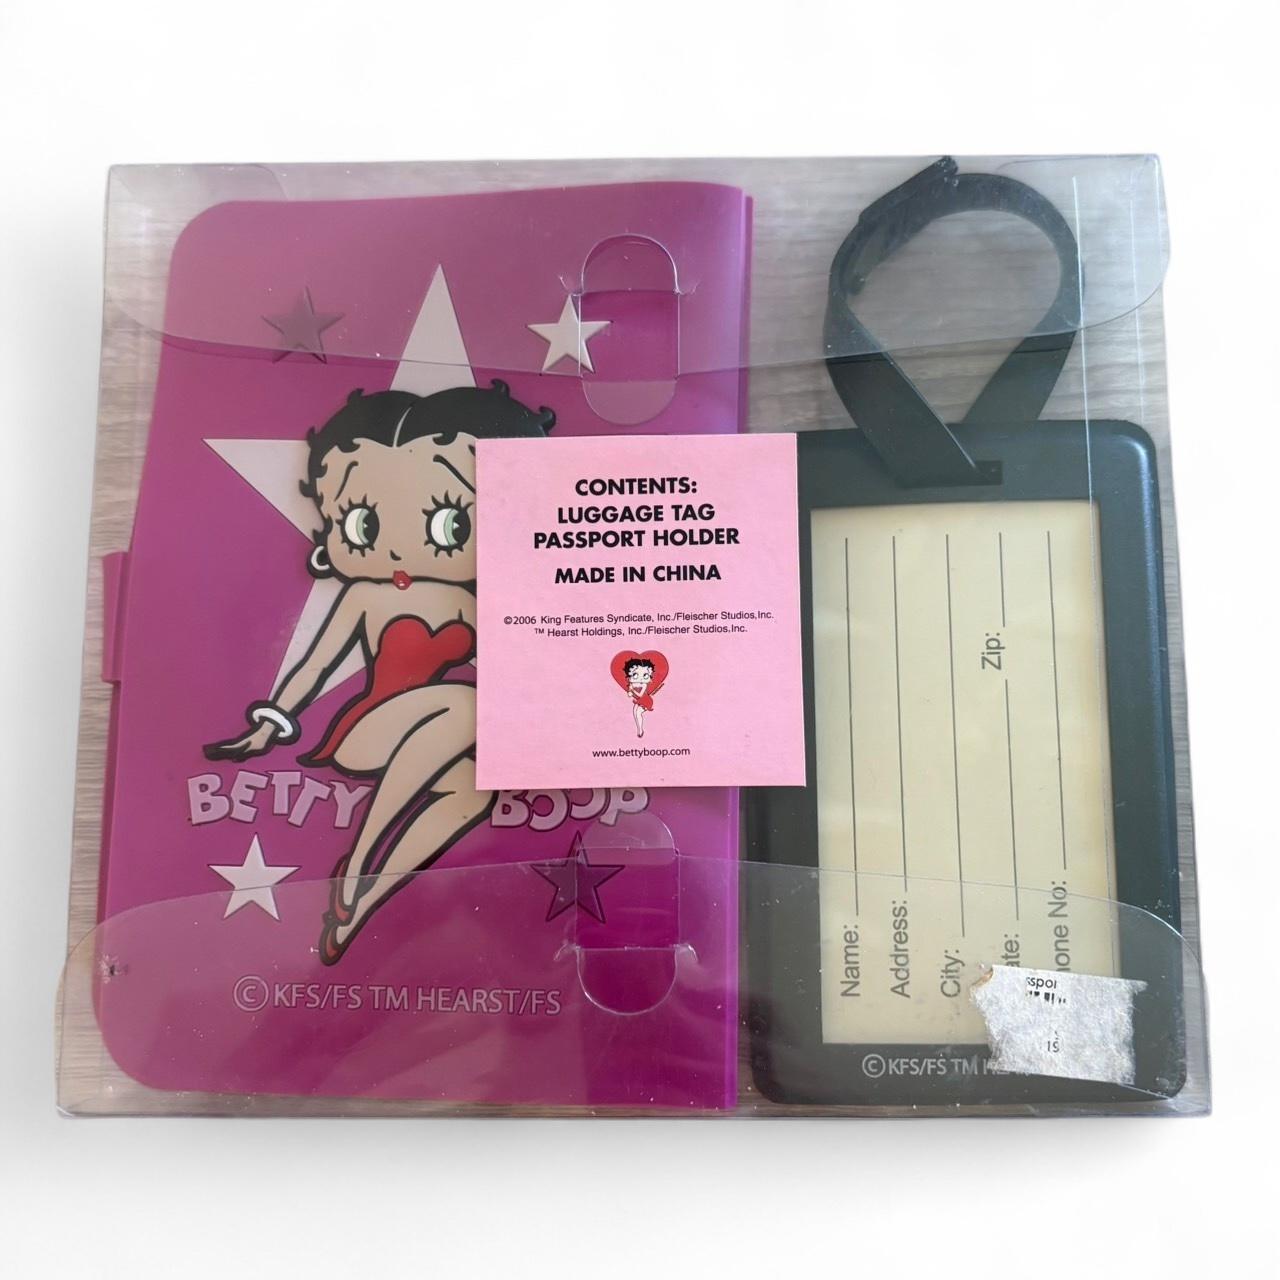 CONTENTS:
LUGGAGE TAG
PASSPORT HOLDER
MADE IN CHINA
©2006 King Features Syndicate, Inc./Fleischer Studios,Inc.
™ Hearst Holdings, Inc./Fleischer Studios,Inc.
www.bettyboop.com
BETTY BOOP
©KFS/FS TM HEARST/FS
Name:
Address:
City:
Zip:
No:
©KFS/FS TM
19